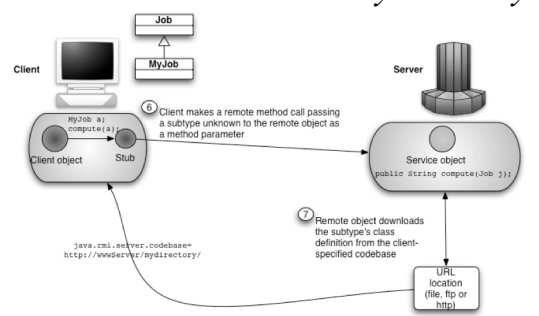 Job
MyJob
Client
Server
MyJob a;
compute(a);
Client object
Stub
6
Client makes a remote method call passing
a subtype unknown to the remote object as
a method parameter
Service object
public String compute(Job j);
7
Remote object downloads
the subtype's class
definition from the client-
specified codebase
java.rmi.server.codebase=
http://wwwServer/mydirectory/
URL
location
(file, ftp or
http)